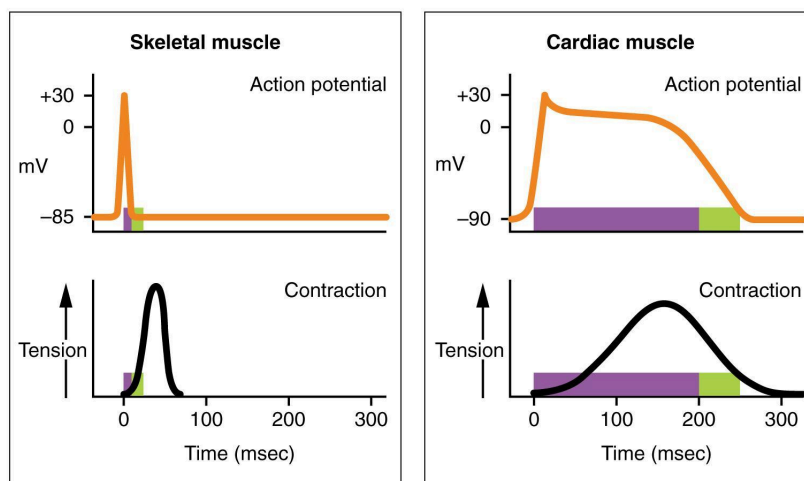 Skeletal muscle
Action potential
+30
0
mV
–85
Contraction
Tension
0 100 200 300
Time (msec)
Cardiac muscle
Action potential
+30
0
mV
–90
Contraction
Tension
0 100 200 300
Time (msec)